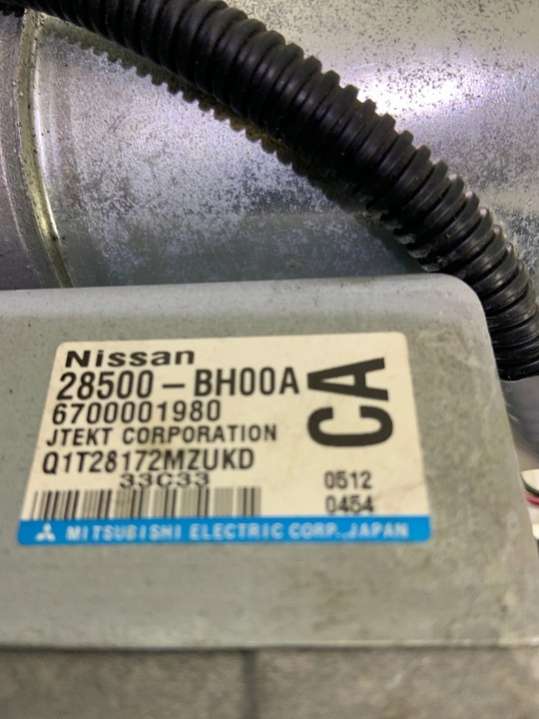 Nissan
28500-BH00A
CA
6700001980
JTEKT CORPORATION
Q1T28172MZUKD
33C33
0512
0454
MITSUBISHI ELECTRIC CORP., JAPAN